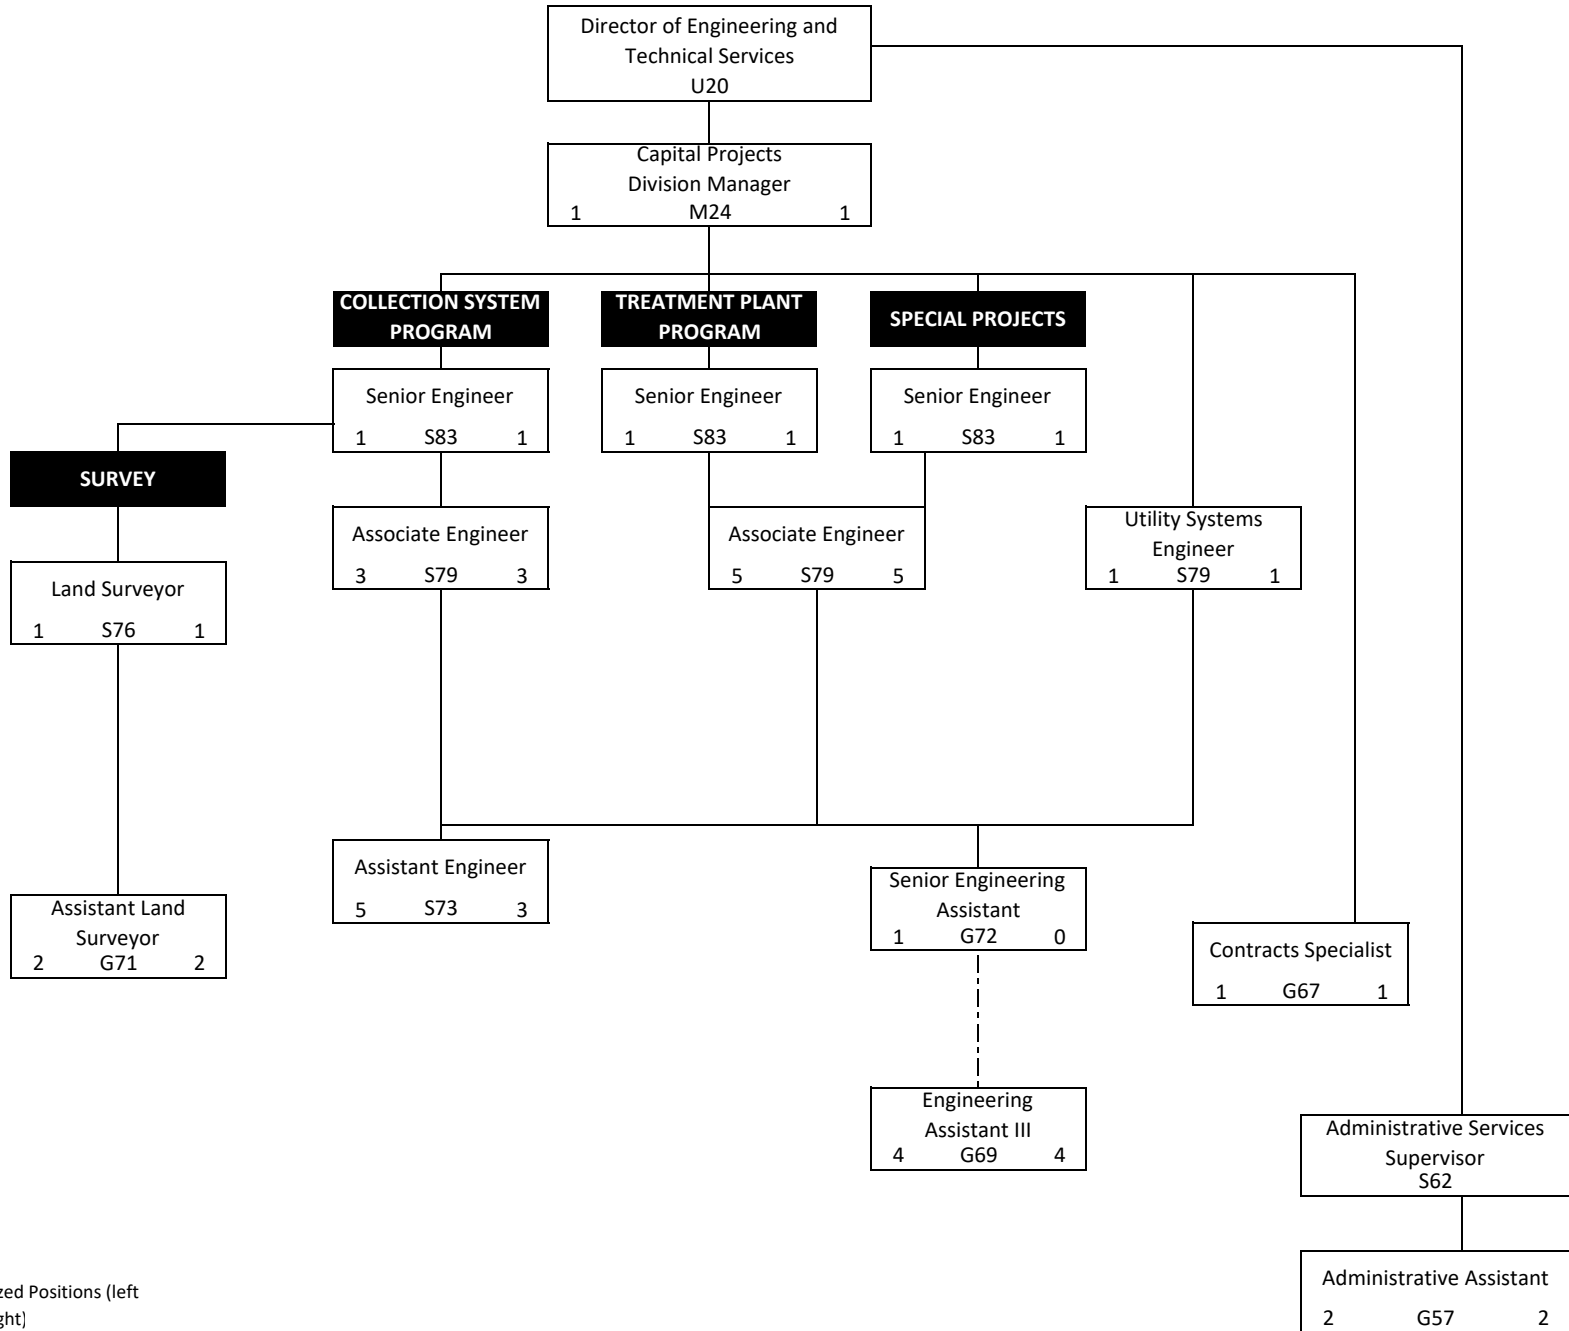 Director of Engineering and
Technical Services
U20
Capital Projects
Division Manager
1 M24 1
COLLECTION SYSTEM
PROGRAM
TREATMENT PLANT
PROGRAM
SPECIAL PROJECTS
Senior Engineer
1 S83 1
Senior Engineer
1 S83 1
Senior Engineer
1 S83 1
SURVEY
Associate Engineer
3 S79 3
Associate Engineer
5 S79 5
Utility Systems
Engineer
1 S79 1
Land Surveyor
1 S76 1
Assistant Engineer
5 S73 3
Senior Engineering
Assistant
1 G72 0
Assistant Land
Surveyor
2 G71 2
Contracts Specialist
1 G67 1
Engineering
Assistant III
4 G69 4
Administrative Services
Supervisor
S62
Administrative Assistant
2 G57 2
zed Positions (left
ght)